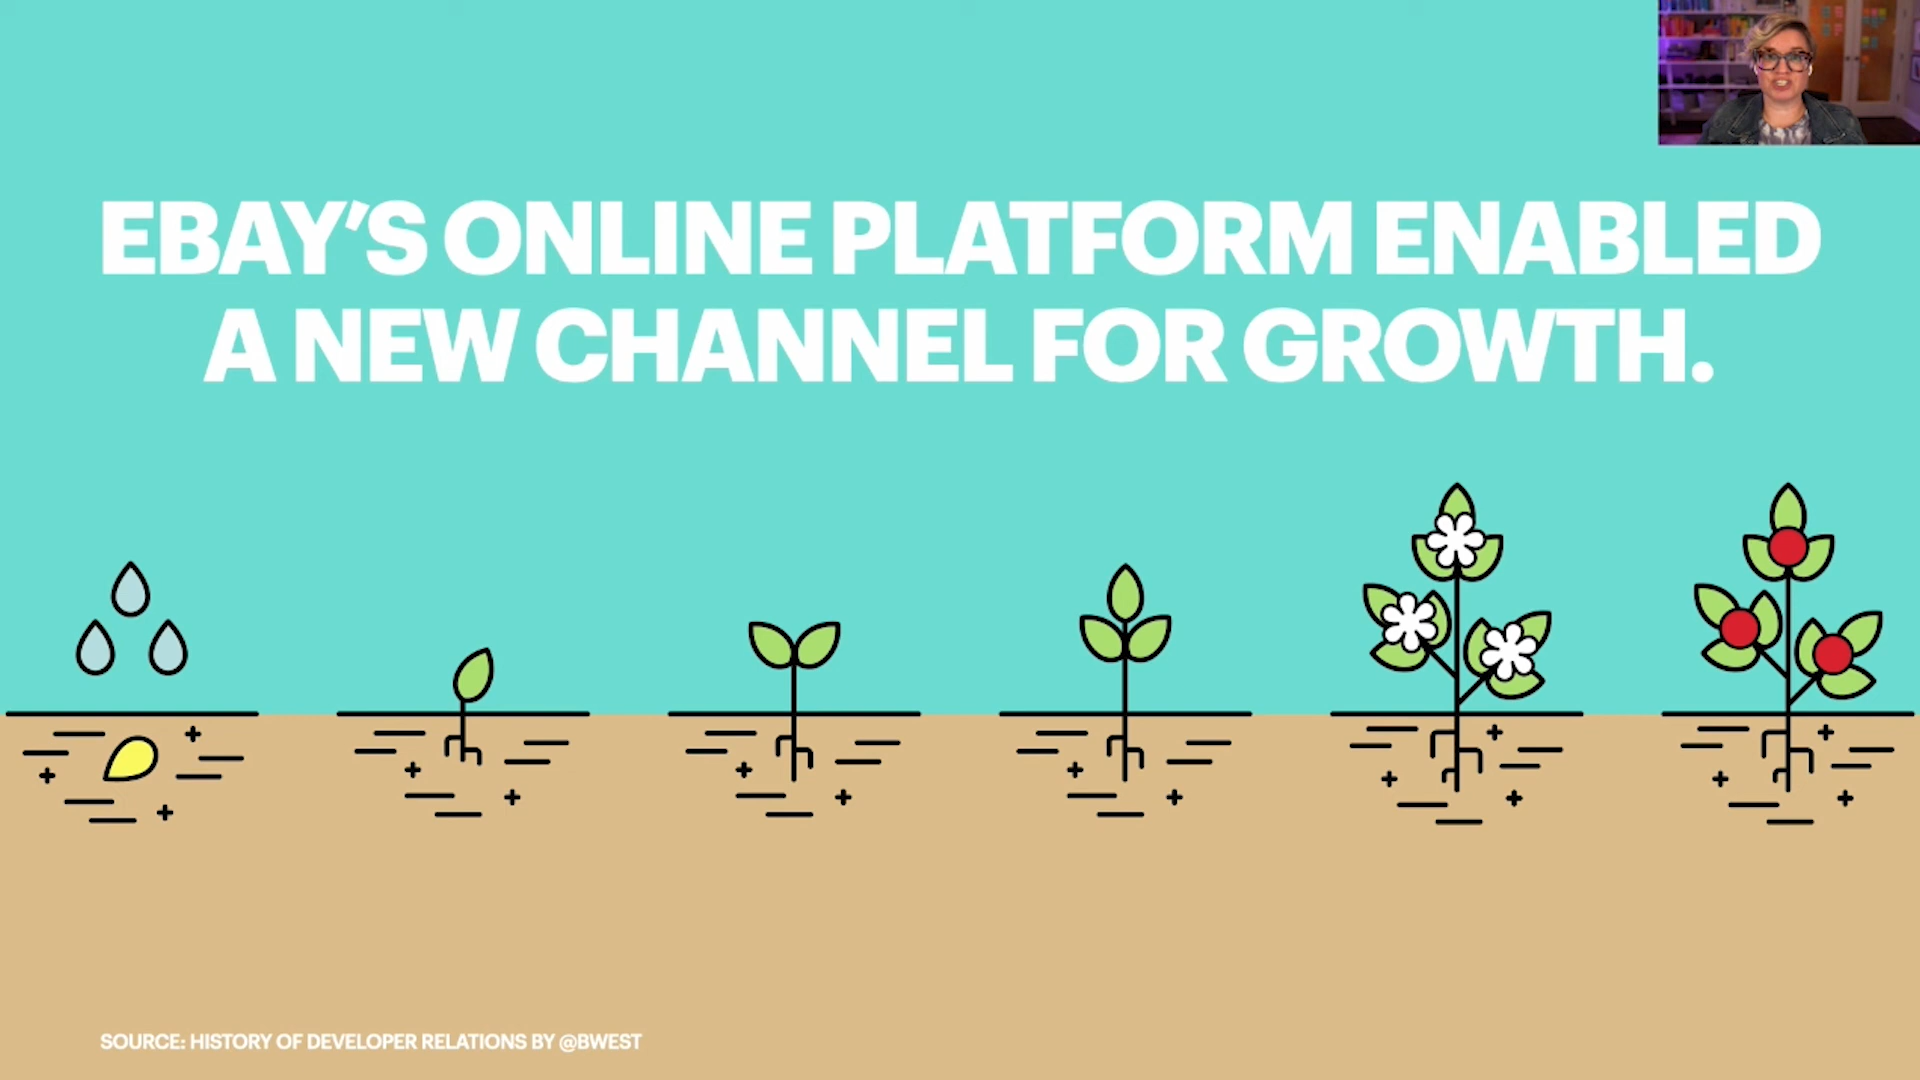 EBAY’S ONLINE PLATFORM ENABLED
A NEW CHANNEL FOR GROWTH.
SOURCE: HISTORY OF DEVELOPER RELATIONS BY @BWEST